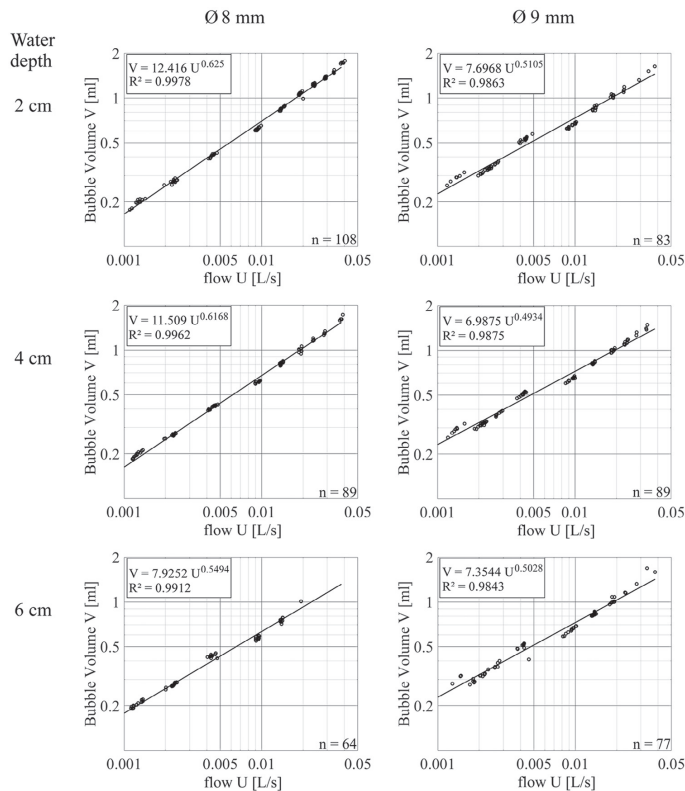 Ø 8 mm
Ø 9 mm
Water
depth
2 cm
Bubble Volume V [ml]
2
1
0.5
0.2
V = 12.416 U^0.625
R² = 0.9978
n = 108
0.001
0.005
0.01
0.05
flow U [L/s]
Bubble Volume V [ml]
2
1
0.5
0.2
V = 7.6968 U^0.5105
R² = 0.9863
n = 83
0.001
0.005
0.01
0.05
flow U [L/s]
4 cm
Bubble Volume V [ml]
2
1
0.5
0.2
V = 11.509 U^0.6168
R² = 0.9962
n = 89
0.001
0.005
0.01
0.05
flow U [L/s]
Bubble Volume V [ml]
2
1
0.5
0.2
V = 6.9875 U^0.4934
R² = 0.9875
n = 89
0.001
0.005
0.01
0.05
flow U [L/s]
6 cm
Bubble Volume V [ml]
2
1
0.5
0.2
V = 7.9252 U^0.5494
R² = 0.9912
n = 64
0.001
0.005
0.01
0.05
flow U [L/s]
Bubble Volume V [ml]
2
1
0.5
0.2
V = 7.3544 U^0.5028
R² = 0.9843
n = 77
0.001
0.005
0.01
0.05
flow U [L/s]